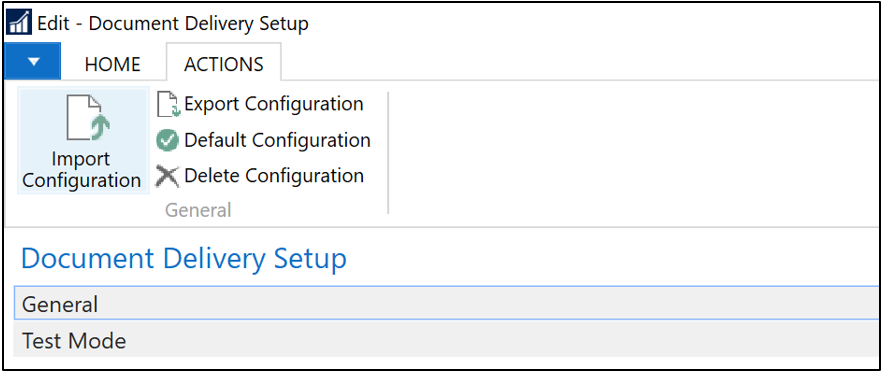 Edit - Document Delivery Setup
HOME ACTIONS
Import
Configuration
Export Configuration
Default Configuration
Delete Configuration
General
Document Delivery Setup
General
Test Mode